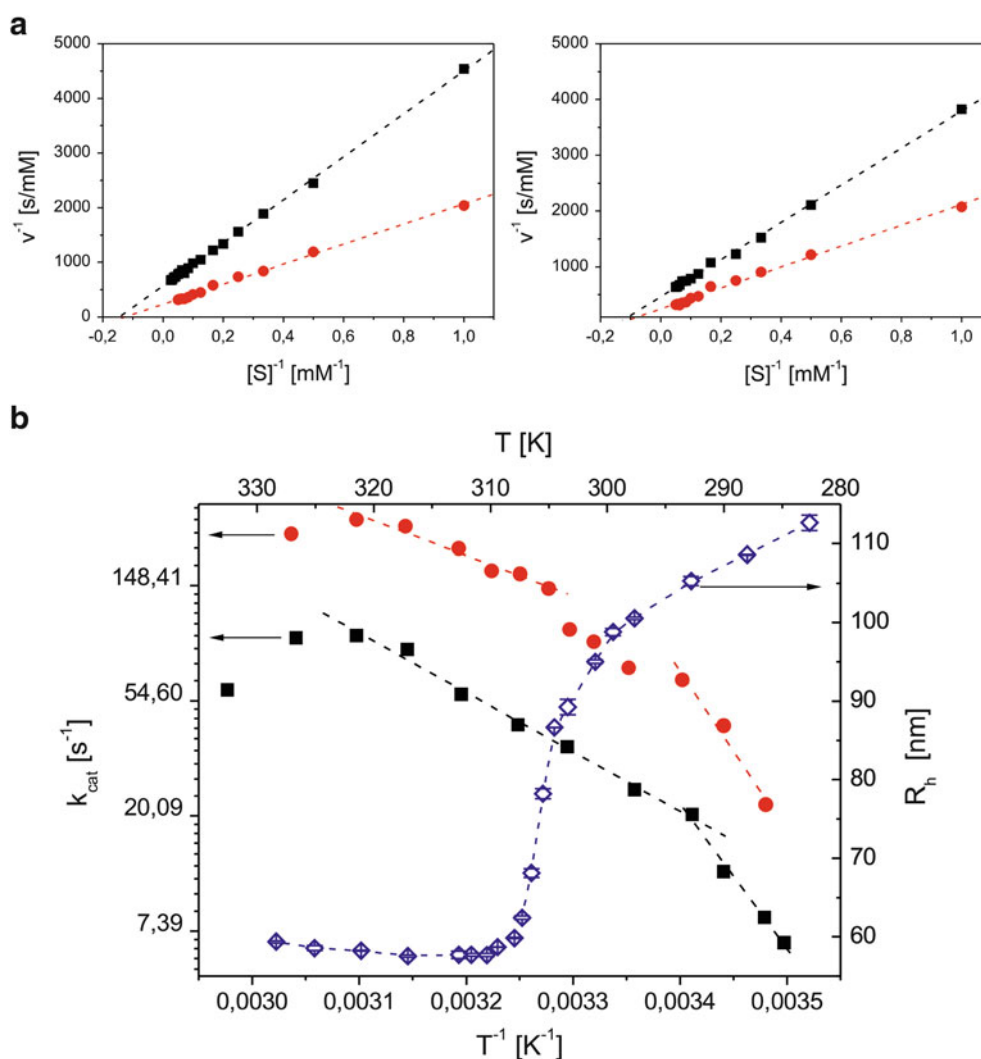 a
5000
4000
3000
2000
1000
0
v⁻¹ [s/mM]
-0,2 0,0 0,2 0,4 0,6 0,8 1,0
[S]⁻¹ [mM⁻¹]
5000
4000
3000
2000
1000
v⁻¹ [s/mM]
-0,2 0,0 0,2 0,4 0,6 0,8 1,0
[S]⁻¹ [mM⁻¹]
b
T [K]
330 320 310 300 290 280
148,41
54,60
20,09
7,39
k_cat [s⁻¹]
110
100
90
80
70
60
R_h [nm]
0,0030 0,0031 0,0032 0,0033 0,0034 0,0035
T⁻¹ [K⁻¹]